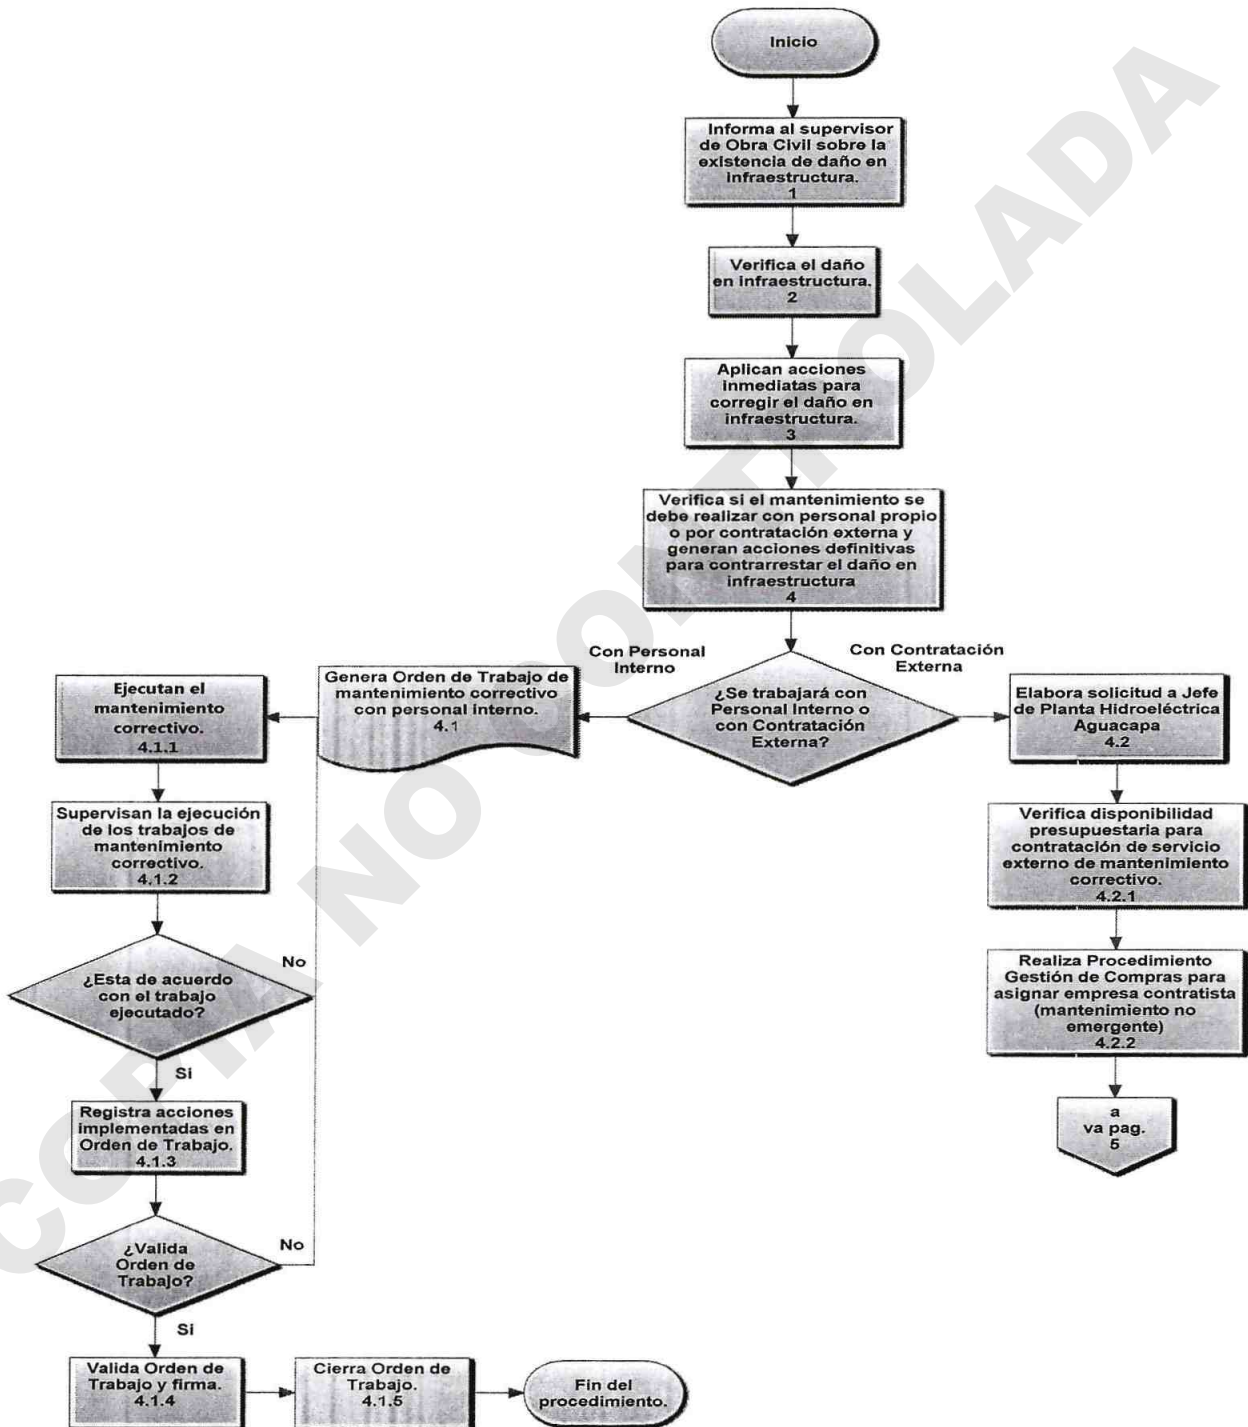 Inicio
Informa al supervisor
de Obra Civil sobre la
existencia de daño en
infraestructura.
1
Verifica el daño
en infraestructura.
2
Aplican acciones
inmediatas para
corregir el daño en
infraestructura.
3
Verifica si el mantenimiento se
debe realizar con personal propio
o por contratación externa y
generan acciones definitivas
para contrarrestar el daño en
infraestructura
4
¿Se trabajará con
Personal Interno o
con Contratación
Externa?
Con Personal
Interno
Con Contratación
Externa
Genera Orden de Trabajo de
mantenimiento correctivo
con personal interno.
4.1
Ejecutan el
mantenimiento
correctivo.
4.1.1
Supervisan la ejecución
de los trabajos de
mantenimiento
correctivo.
4.1.2
¿Esta de acuerdo
con el trabajo
ejecutado?
No
Si
Registra acciones
implementadas en
Orden de Trabajo.
4.1.3
¿Valida
Orden de
Trabajo?
No
Si
Valida Orden de
Trabajo y firma.
4.1.4
Cierra Orden de
Trabajo.
4.1.5
Fin del
procedimiento.
Elabora solicitud a Jefe
de Planta Hidroeléctrica
Aguacapa
4.2
Verifica disponibilidad
presupuestaria para
contratación de servicio
externo de mantenimiento
correctivo.
4.2.1
Realiza Procedimiento
Gestión de Compras para
asignar empresa contratista
(mantenimiento no
emergente)
4.2.2
a
va pag.
5
COPIA NO CONTROLADA